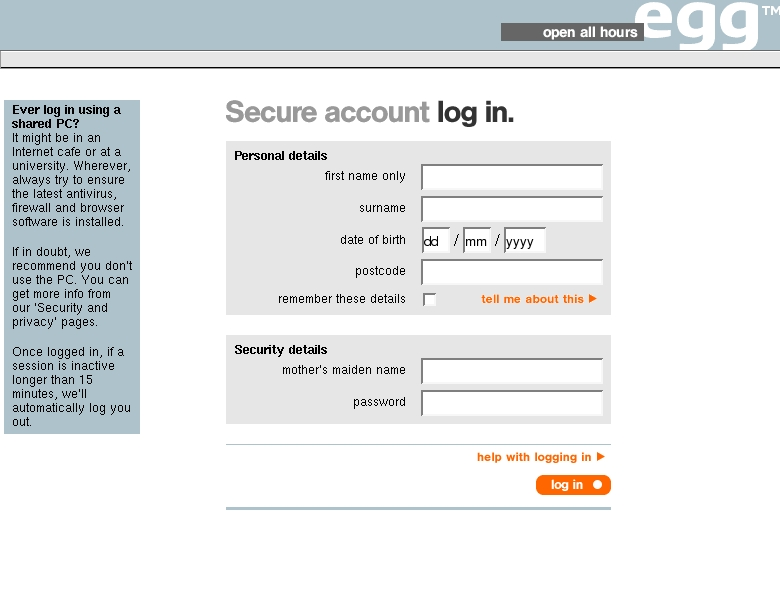 open all hours
egg™
Ever log in using a
shared PC?
It might be in an
Internet cafe or at a
university. Wherever,
always try to ensure
the latest antivirus,
firewall and browser
software is installed.
If in doubt, we
recommend you don't
use the PC. You can
get more info from
our 'Security and
privacy' pages.
Once logged in, if a
session is inactive
longer than 15
minutes, we'll
automatically log you
out.
Secure account log in.
Personal details
first name only
surname
date of birth dd / mm / yyyy
postcode
remember these details tell me about this
Security details
mother's maiden name
password
help with logging in
log in